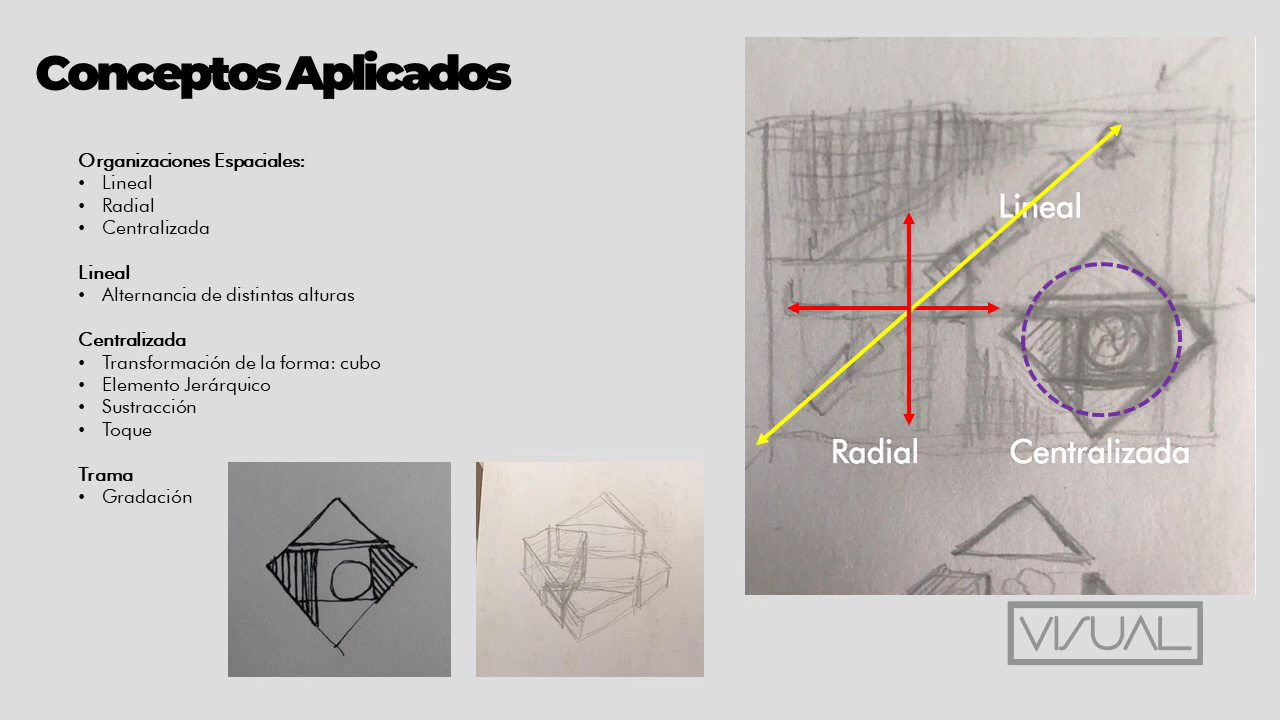 Conceptos Aplicados
Organizaciones Espaciales:
• Lineal
• Radial
• Centralizada
Lineal
• Alternancia de distintas alturas
Centralizada
• Transformación de la forma: cubo
• Elemento Jerárquico
• Sustracción
• Toque
Trama
• Gradación
Lineal
Radial
Centralizada
VISUAL